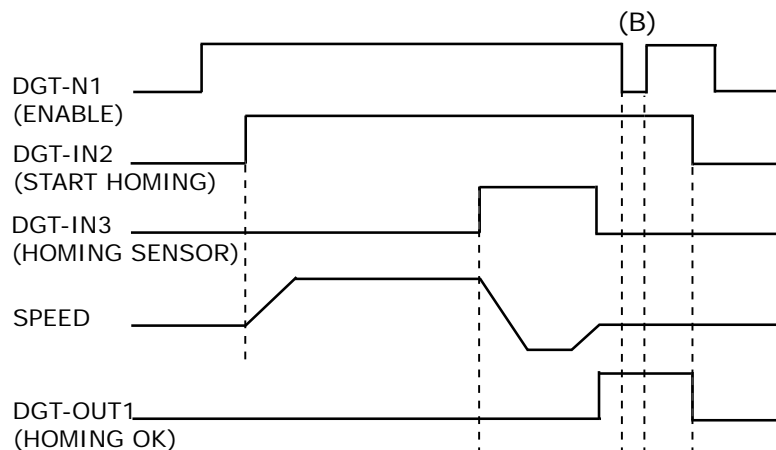 (B)
DGT-N1
(ENABLE)
DGT-IN2
(START HOMING)
DGT-IN3
(HOMING SENSOR)
SPEED
DGT-OUT1
(HOMING OK)